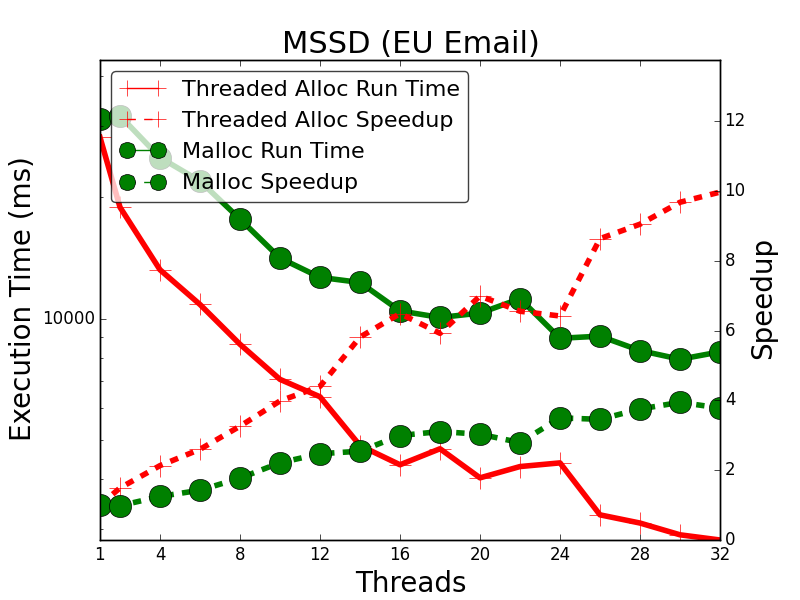 MSSD (EU Email)
Threaded Alloc Run Time
Threaded Alloc Speedup
Malloc Run Time
Malloc Speedup
Execution Time (ms)
10000
12
10
8
6
4
2
0
Speedup
1 4 8 12 16 20 24 28 32
Threads